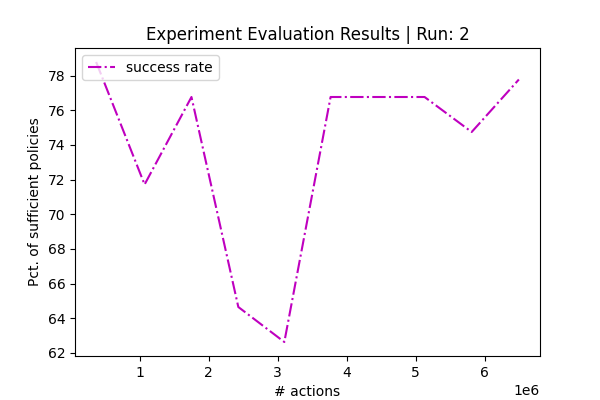 Experiment Evaluation Results | Run: 2
success rate
78
76
74
72
70
68
66
64
62
Pct. of sufficient policies
1 2 3 4 5 6
1e6
# actions